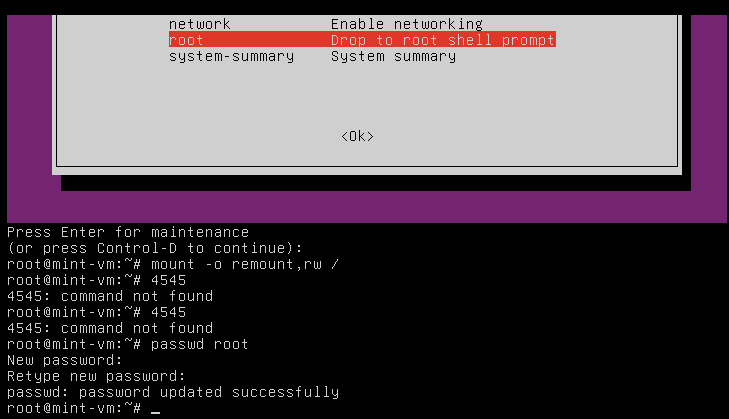 network Enable networking
root Drop to root shell prompt
system-summary System summary
<Ok>
Press Enter for maintenance
(or press Control-D to continue):
root@mint-vm:~# mount -o remount,rw /
root@mint-vm:~# 4545
4545: command not found
root@mint-vm:~# 4545
4545: command not found
root@mint-vm:~# passwd root
New password:
Retype new password:
passwd: password updated successfully
root@mint-vm:~# _